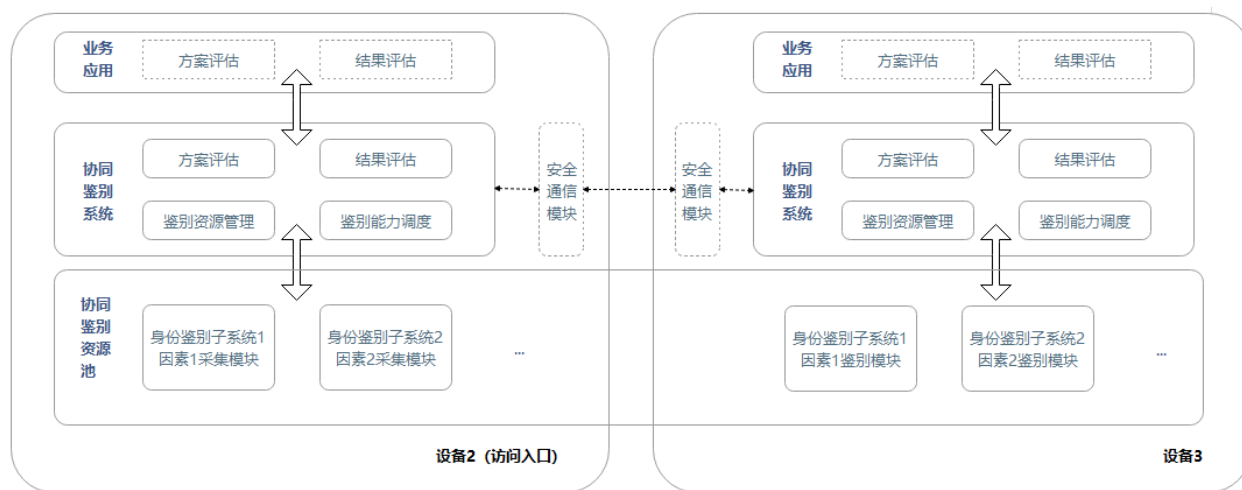 业务
应用
方案评估
结果评估
协同
鉴别
系统
方案评估
结果评估
鉴别资源管理
鉴别能力调度
安全
通信
模块
安全
通信
模块
业务
应用
方案评估
结果评估
协同
鉴别
系统
方案评估
结果评估
鉴别资源管理
鉴别能力调度
协同
鉴别
资源
池
身份鉴别子系统1
因素1采集模块
身份鉴别子系统2
因素2采集模块
...
身份鉴别子系统1
因素1鉴别模块
身份鉴别子系统2
因素2鉴别模块
...
设备2（访问入口）
设备3